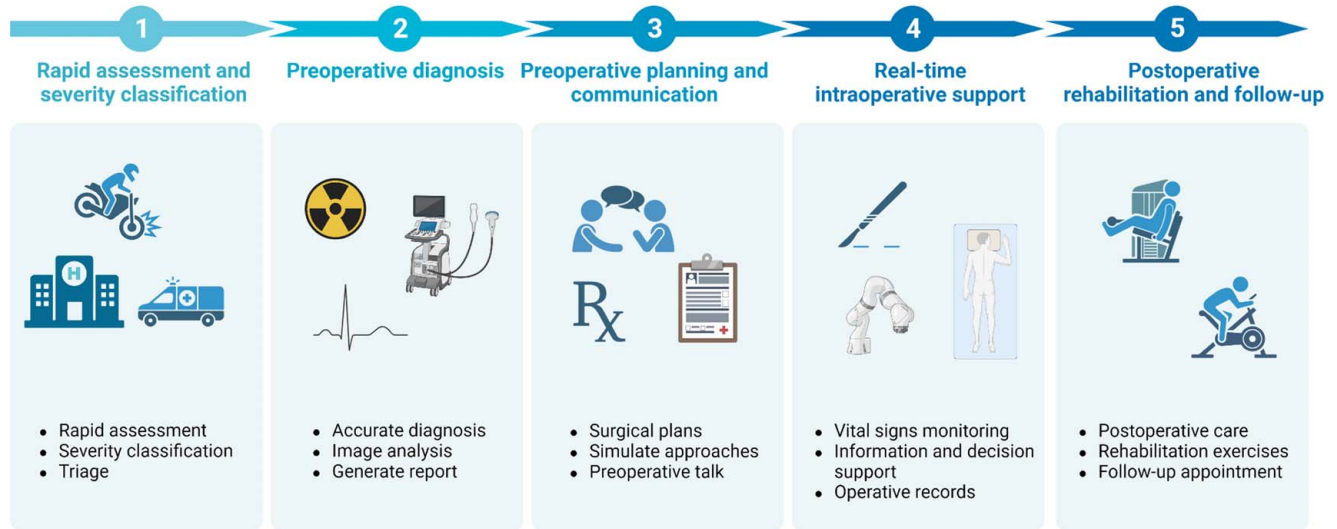 1
2
3
4
5
Rapid assessment and
severity classification
Preoperative diagnosis
Preoperative planning and
communication
Real-time
intraoperative support
Postoperative
rehabilitation and follow-up
H
Rx
• Rapid assessment
• Severity classification
• Triage
• Accurate diagnosis
• Image analysis
• Generate report
• Surgical plans
• Simulate approaches
• Preoperative talk
• Vital signs monitoring
• Information and decision
support
• Operative records
• Postoperative care
• Rehabilitation exercises
• Follow-up appointment